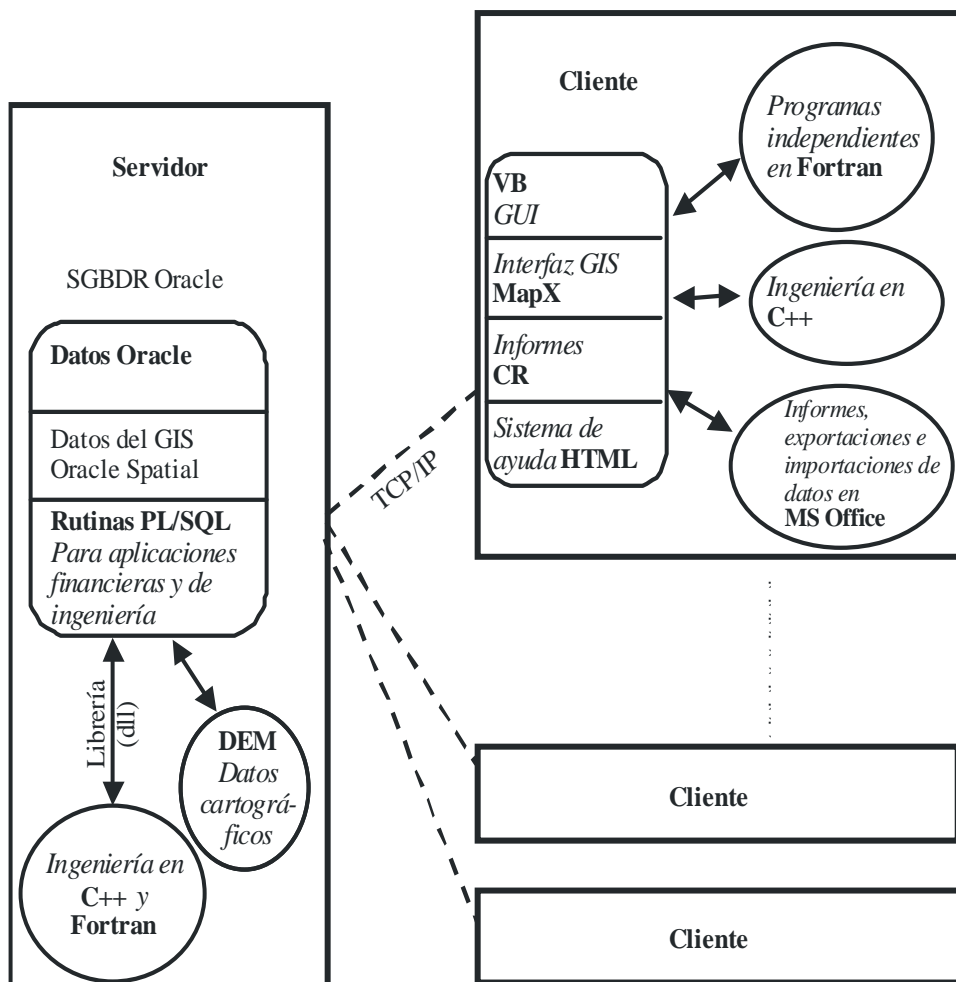 Servidor
SGBDR Oracle
Datos Oracle
Datos del GIS
Oracle Spatial
Rutinas PL/SQL
Para aplicaciones
financieras y de
ingeniería
Librería
(dll)
DEM
Datos
cartográ-
ficos
Ingeniería en
C++ y
Fortran
TCP/IP
Cliente
VB
GUI
Interfaz GIS
MapX
Informes
CR
Sistema de
ayuda HTML
Programas
independientes
en Fortran
Ingeniería en
C++
Informes,
exportaciones e
importaciones de
datos en
MS Office
Cliente
Cliente